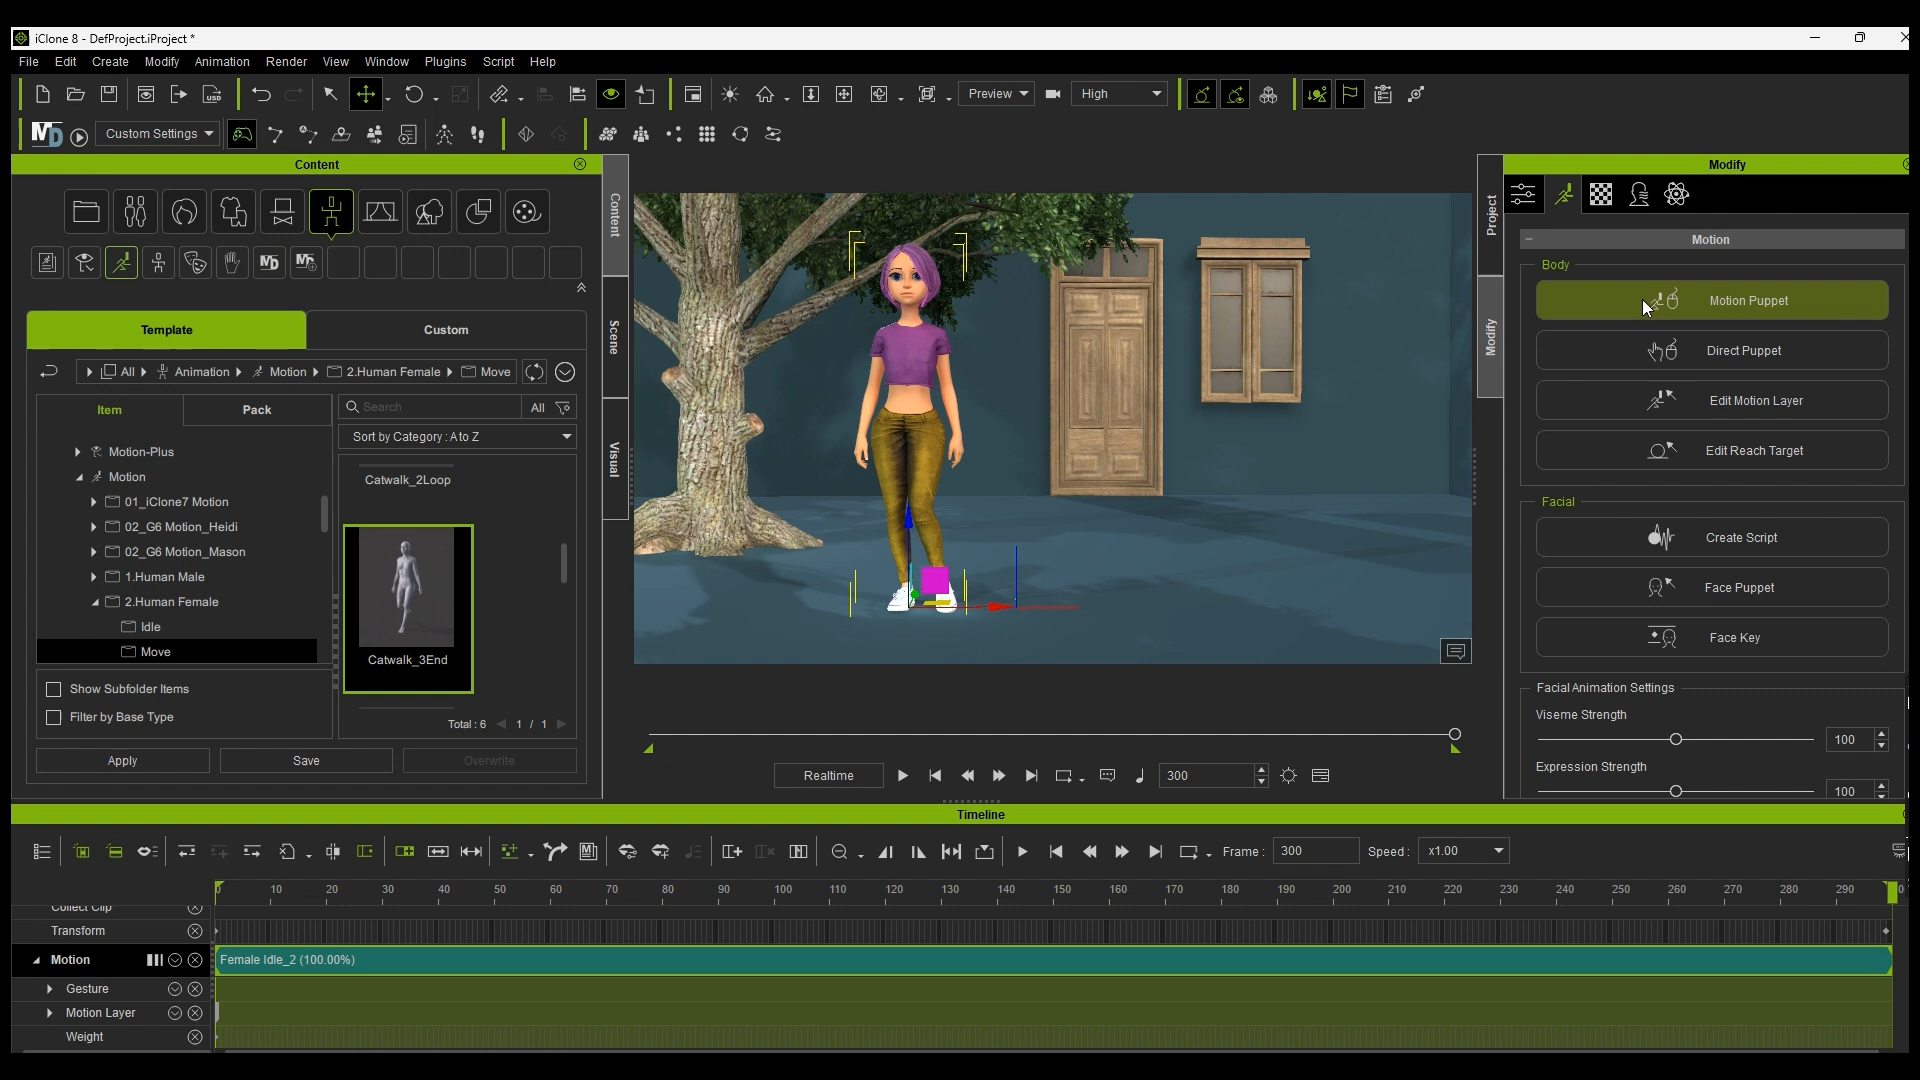 iClone 8 - DefProject.iProject *
File Edit Create Modify Animation Render View Window Plugins Script Help
Preview High
MD Custom Settings
Content
Content
Scene
Visual
Project
Modify
Modify
MD
Template Custom
All Animation Motion 2.Human Female Move
Item Pack
Search All
Sort by Category : A to Z
Motion-Plus
Motion
01_iClone7 Motion
02_G6 Motion_Heidi
02_G6 Motion_Mason
1.Human Male
2.Human Female
Idle
Move
Catwalk_2Loop
Catwalk_3End
Show Subfolder Items
Filter by Base Type
Total : 6 1 / 1
Apply Save Overwrite
Motion
Body
Motion Puppet
Direct Puppet
Edit Motion Layer
Edit Reach Target
Facial
Create Script
Face Puppet
Face Key
Facial Animation Settings
Viseme Strength
100
Expression Strength
100
Realtime 300
Timeline
Frame : 300 Speed : x1.00
0 10 20 30 40 50 60 70 80 90 100 110 120 130 140 150 160 170 180 190 200 210 220 230 240 250 260 270 280 290
Collect Clip
Transform
Motion Female Idle_2 (100.00%)
Gesture
Motion Layer
Weight